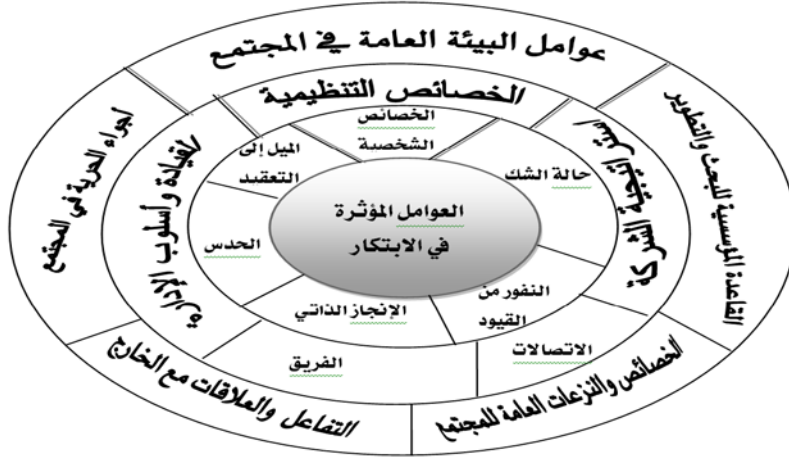 عوامل البيئة العامة في المجتمع
القاعدة المؤسسية للبحث والتطوير
الخصائص والنزعات العامة للمجتمع
التفاعل والعلاقات مع الخارج
أجواء الحرية في المجتمع
الخصائص التنظيمية
الاتصالات
الفريق
القيادة وأسلوب الإدارة
الخصائص
الشخصية
حالة الشك
النفور من
القيود
الإنجاز الذاتي
الحدس
الميل إلى
التعقيد
العوامل المؤثرة
في الابتكار